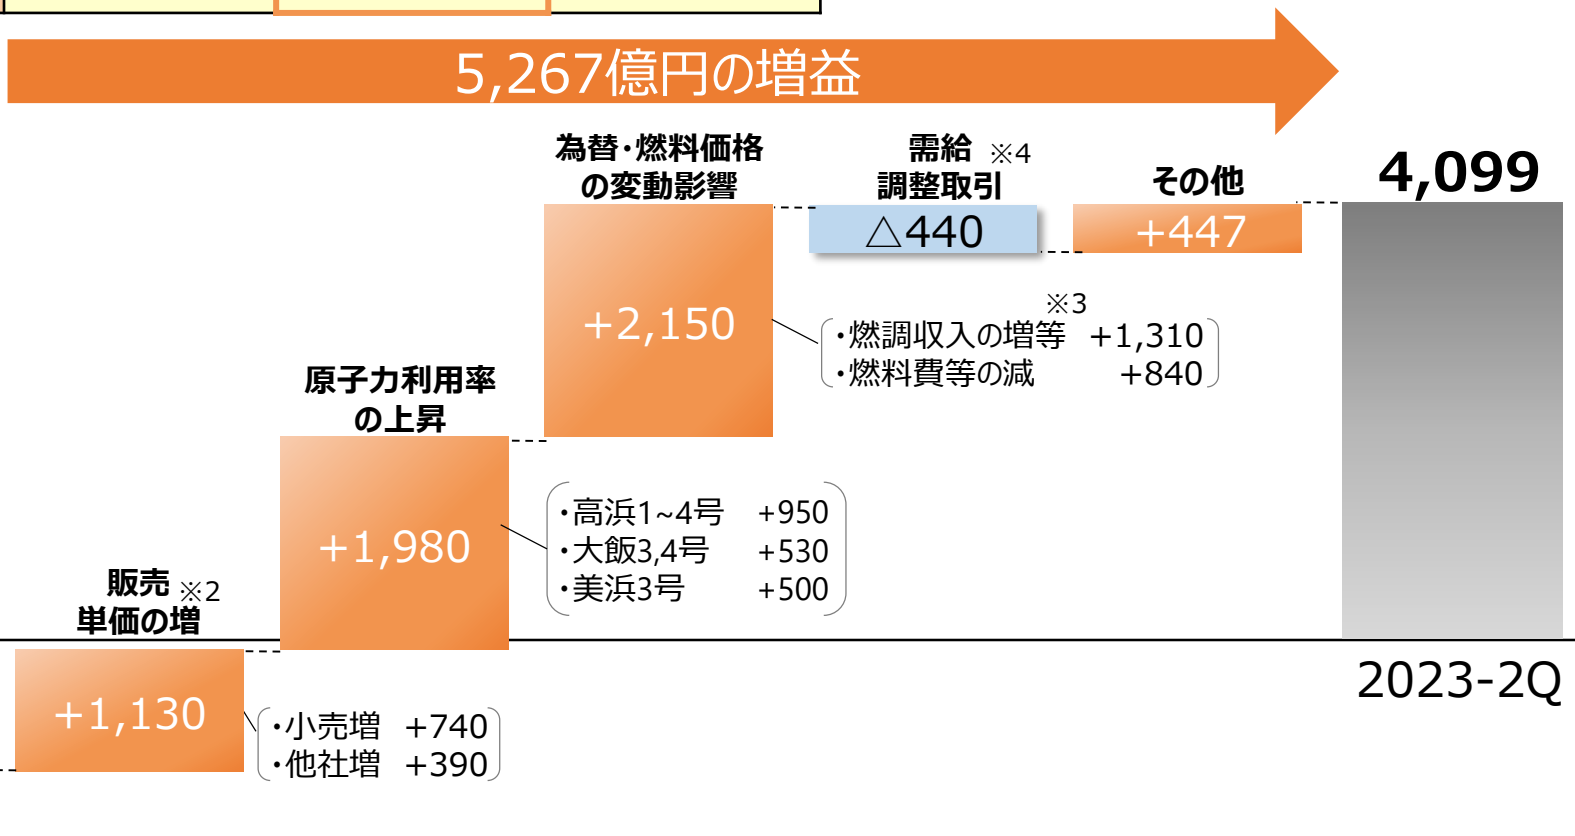 5,267億円の増益
為替・燃料価格
の変動影響
需給 ※4
調整取引
その他
4,099
△440
+447
+2,150
※3
・燃調収入の増等 +1,310
・燃料費等の減 +840
原子力利用率
の上昇
+1,980
・高浜1~4号 +950
・大飯3,4号 +530
・美浜3号 +500
販売 ※2
単価の増
+1,130
・小売増 +740
・他社増 +390
2023-2Q